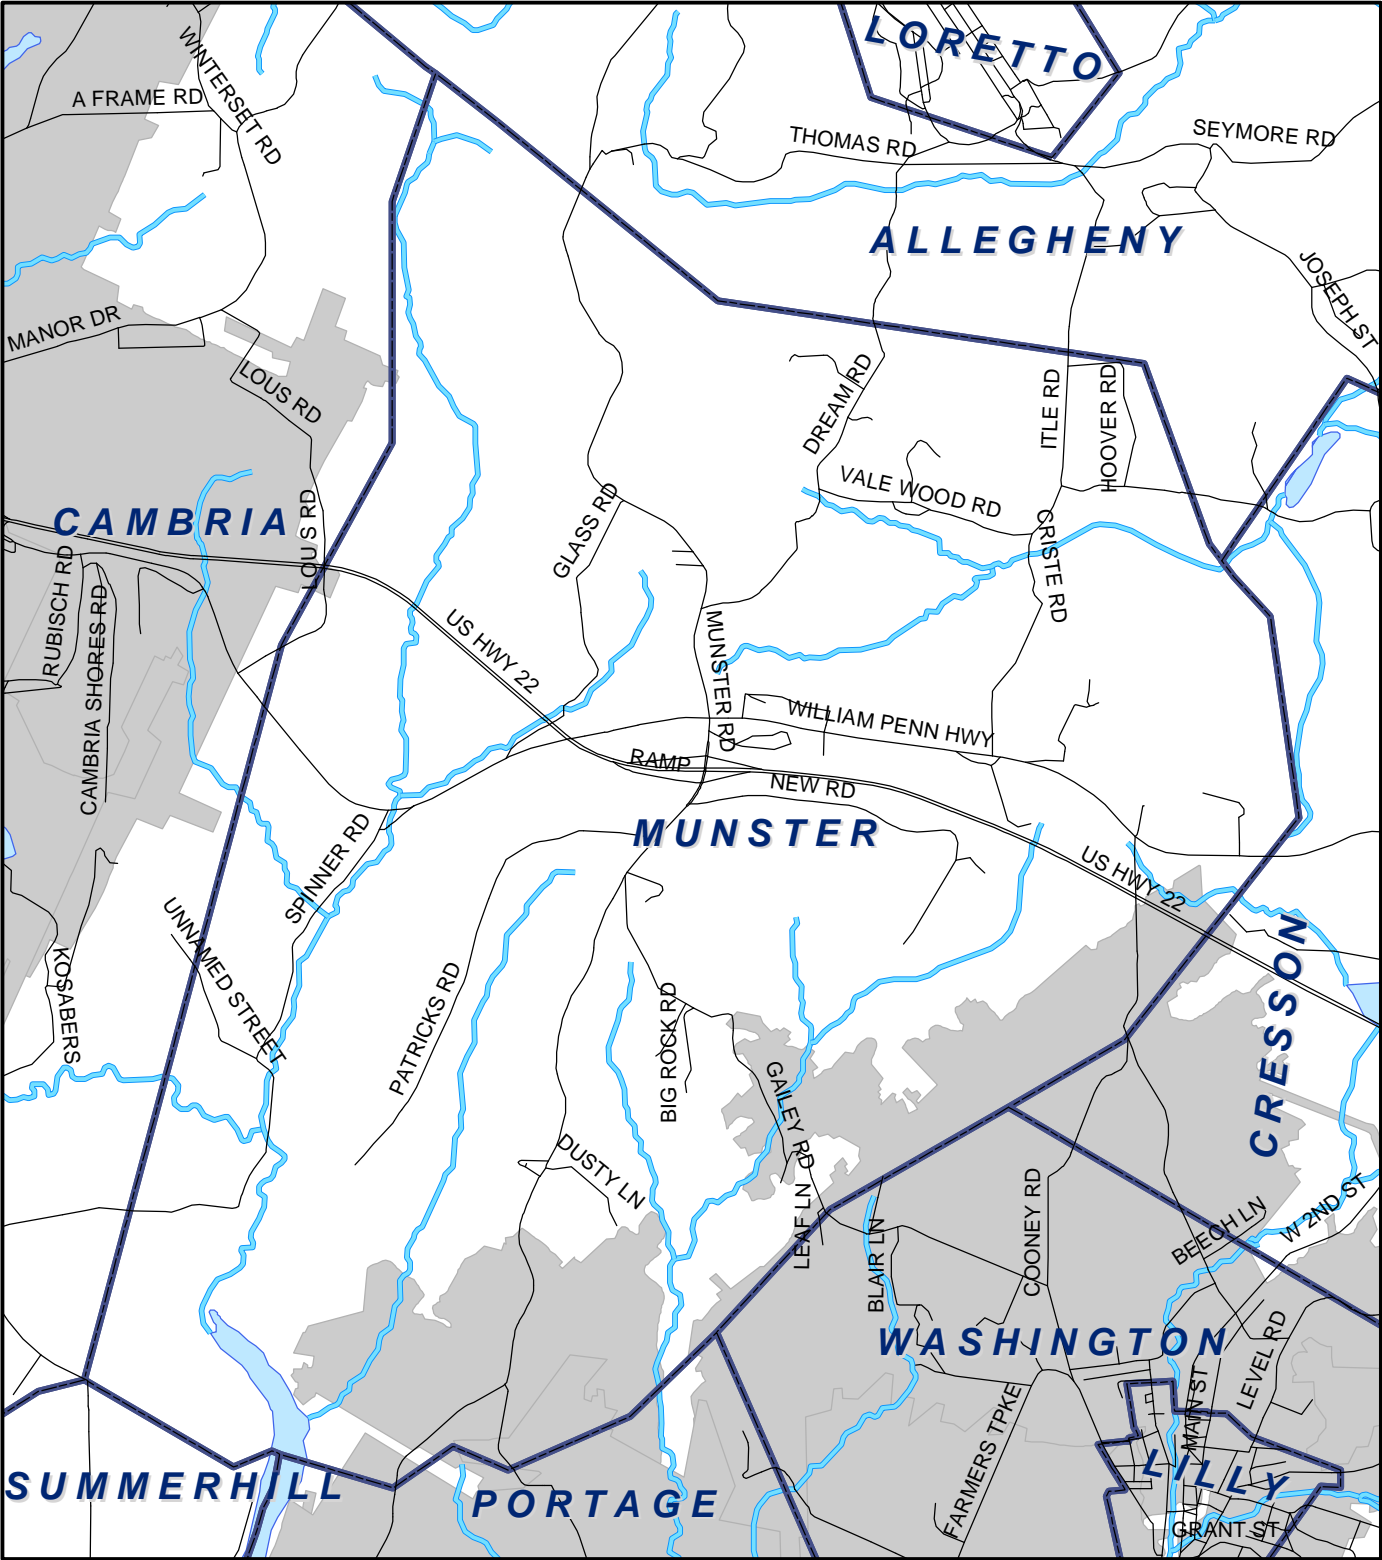 LORETTO
WINTERSET RD
A FRAME RD
THOMAS RD
SEYMORE RD
ALLEGHENY
JOSEPH ST
MANOR DR
LOUS RD
DREAM RD
ITLE RD
HOOVER RD
VALE WOOD RD
GLASS RD
CAMBRIA
LOUS RD
CRISTE RD
RUBISCH RD
CAMBRIA SHORES RD
US HWY 22
MUNSTER RD
WILLIAM PENN HWY
RAMP
NEW RD
MUNSTER
SPINNER RD
US HWY 22
UNNAMED STREET
KOSABERS
PATRICKS RD
BIG ROCK RD
CRESSON
GAILEY RD
DUSTY LN
LEAF LN
BLAIR LN
COONEY RD
BEECH LN
W 2ND ST
WASHINGTON
LEVEL RD
MAIN ST
FARMERS TPKE
LILLY
SUMMERHILL
PORTAGE
GRANT ST